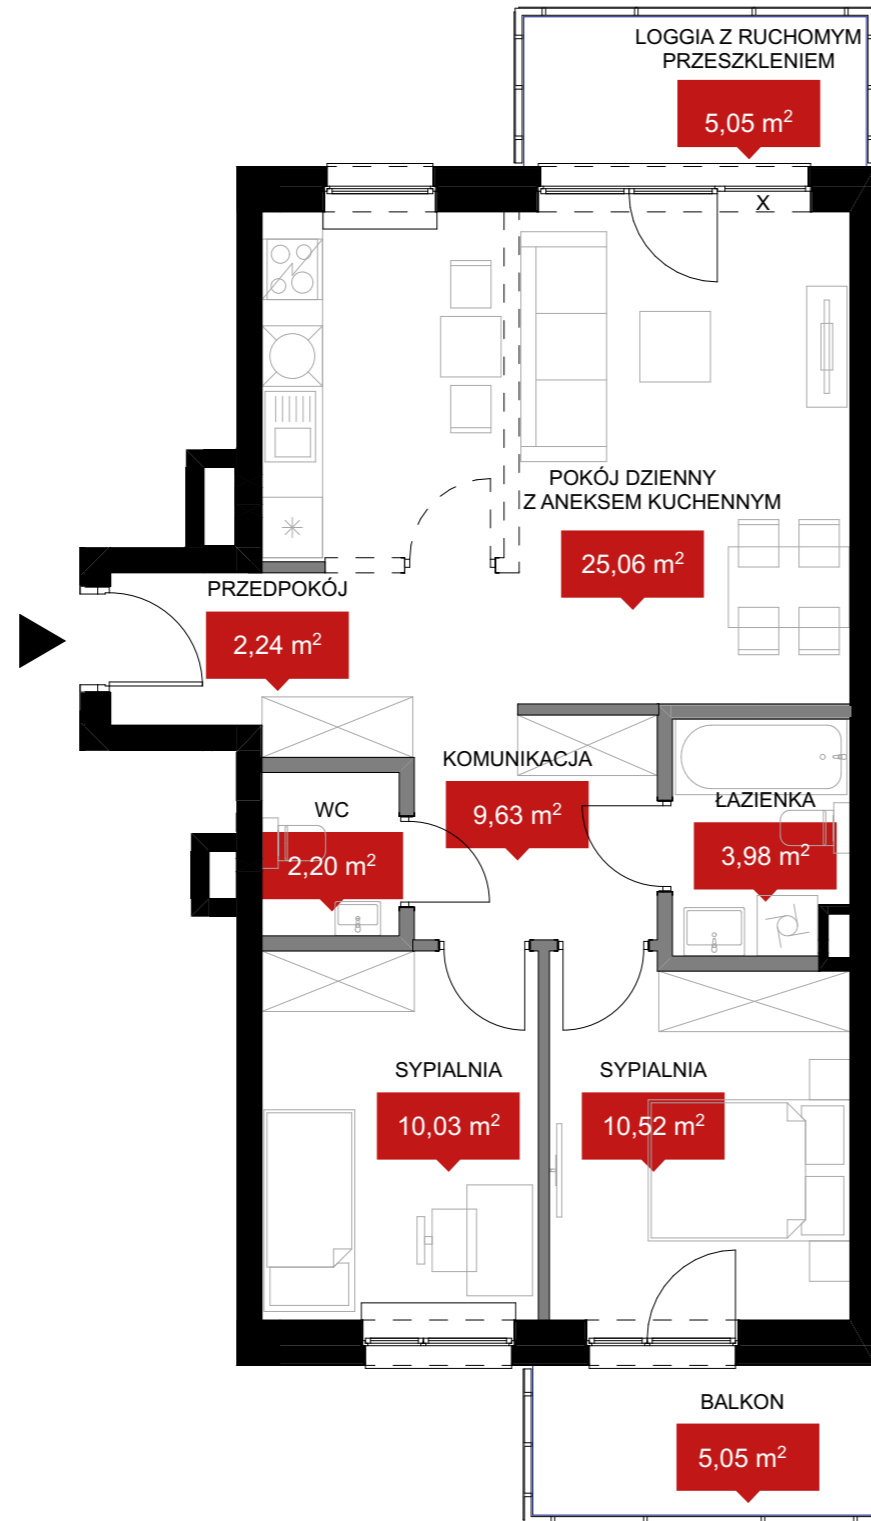 LOGGIA Z RUCHOMYM
PRZESZKLENIEM
5,05 m²
X
POKÓJ DZIENNY
Z ANEKSEM KUCHENNYM
25,06 m²
PRZEDPOKÓJ
2,24 m²
KOMUNIKACJA
9,63 m²
WC
2,20 m²
ŁAZIENKA
3,98 m²
SYPIALNIA
10,03 m²
SYPIALNIA
10,52 m²
BALKON
5,05 m²